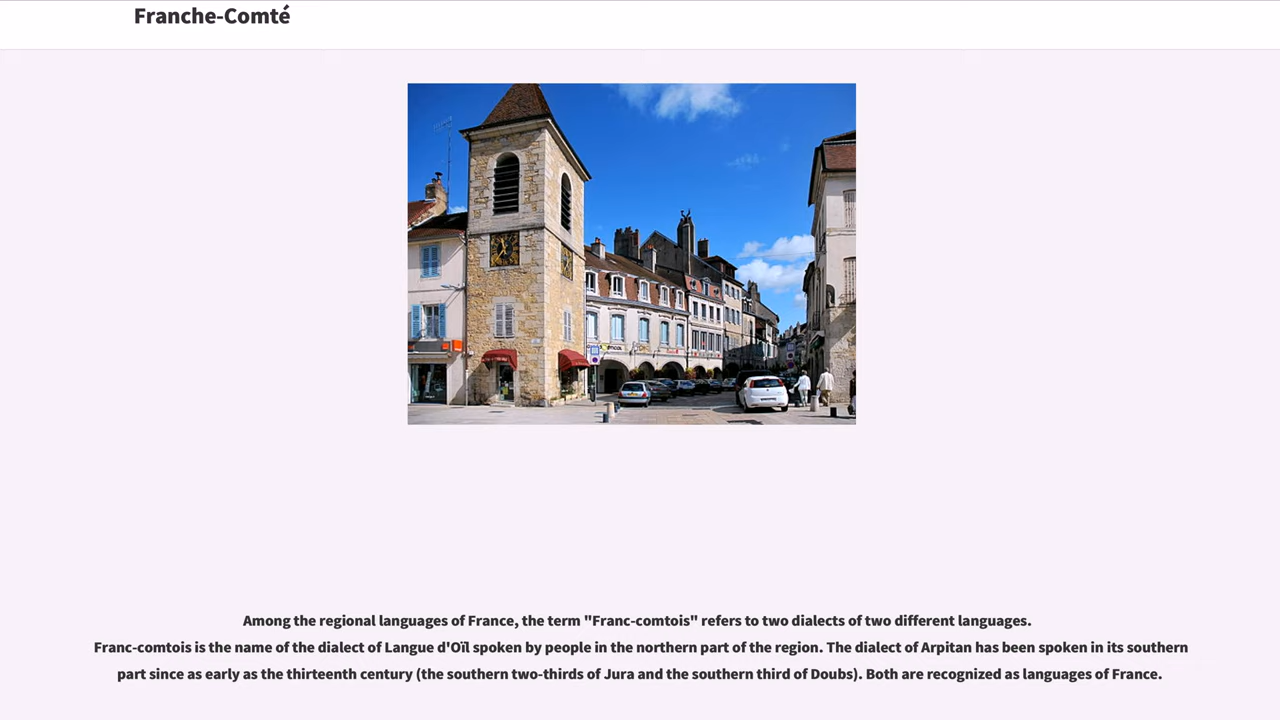 Franche-Comté
Among the regional languages of France, the term "Franc-comtois" refers to two dialects of two different languages.
Franc-comtois is the name of the dialect of Langue d'Oïl spoken by people in the northern part of the region. The dialect of Arpitan has been spoken in its southern
part since as early as the thirteenth century (the southern two-thirds of Jura and the southern third of Doubs). Both are recognized as languages of France.